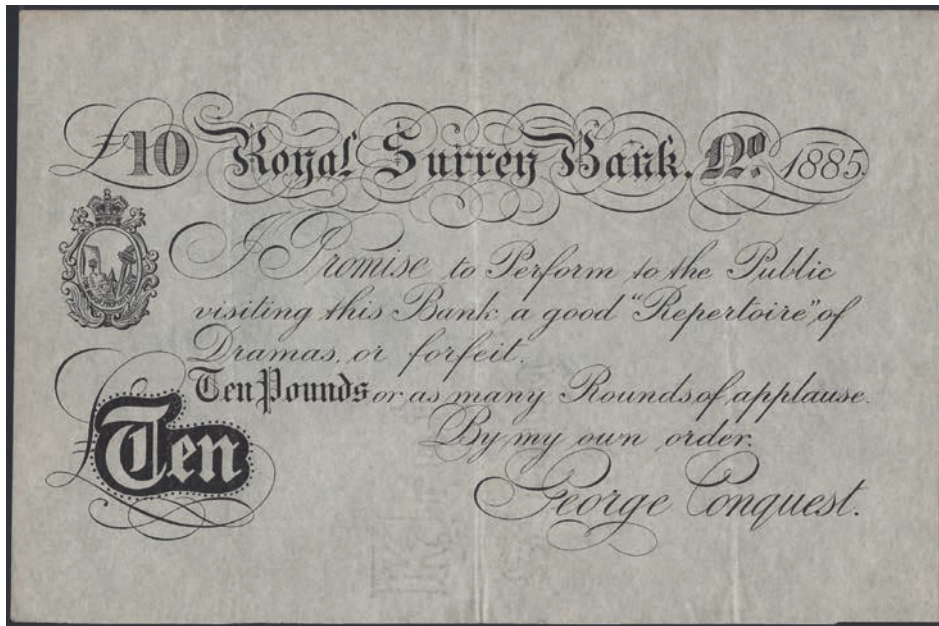 £10 Royal Surrey Bank. No. 1885.
I Promise to Perform to the Public
visiting this Bank a good "Repertoire", of
Dramas, or forfeit.
Ten Pounds or as many Rounds of applause.
By my own order.
£Ten
George Conquest.